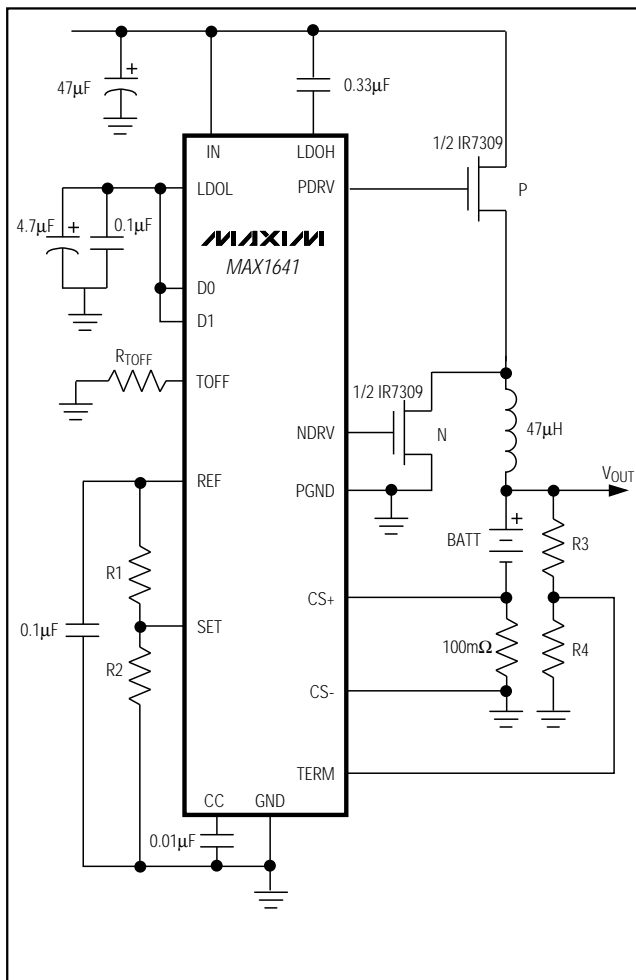 47µF
+
0.33µF
IN
LDOH
1/2 IR7309
LDOL
PDRV
P
4.7µF
+
0.1µF
MAXIM
MAX1641
D0
D1
RTOFF
TOFF
1/2 IR7309
NDRV
N
47µH
REF
PGND
VOUT
BATT
+
R3
R1
CS+
0.1µF
SET
R2
100mΩ
R4
CS-
TERM
CC
GND
0.01µF